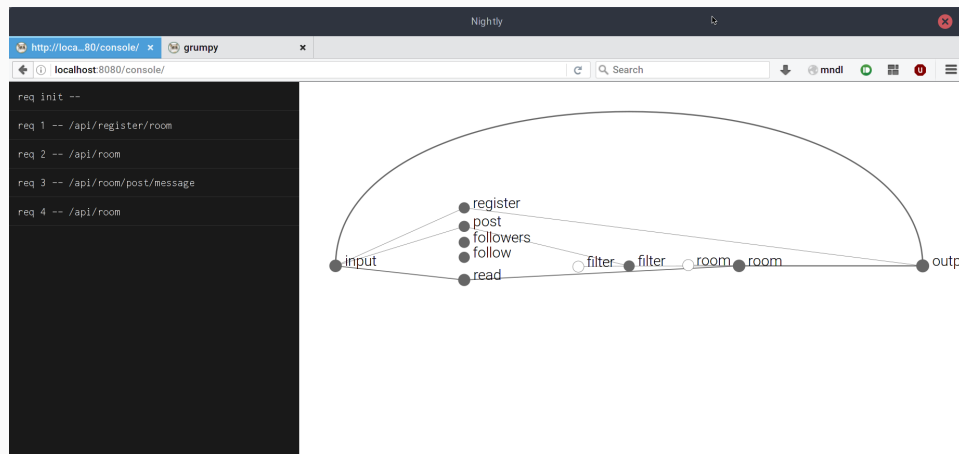 Nightly
http://loca...80/console/
grumpy
localhost:8080/console/
Search
mndl
req init --
req 1 -- /api/register/room
req 2 -- /api/room
req 3 -- /api/room/post/message
req 4 -- /api/room
register
post
followers
follow
input
filter
filter
room
room
outp
read